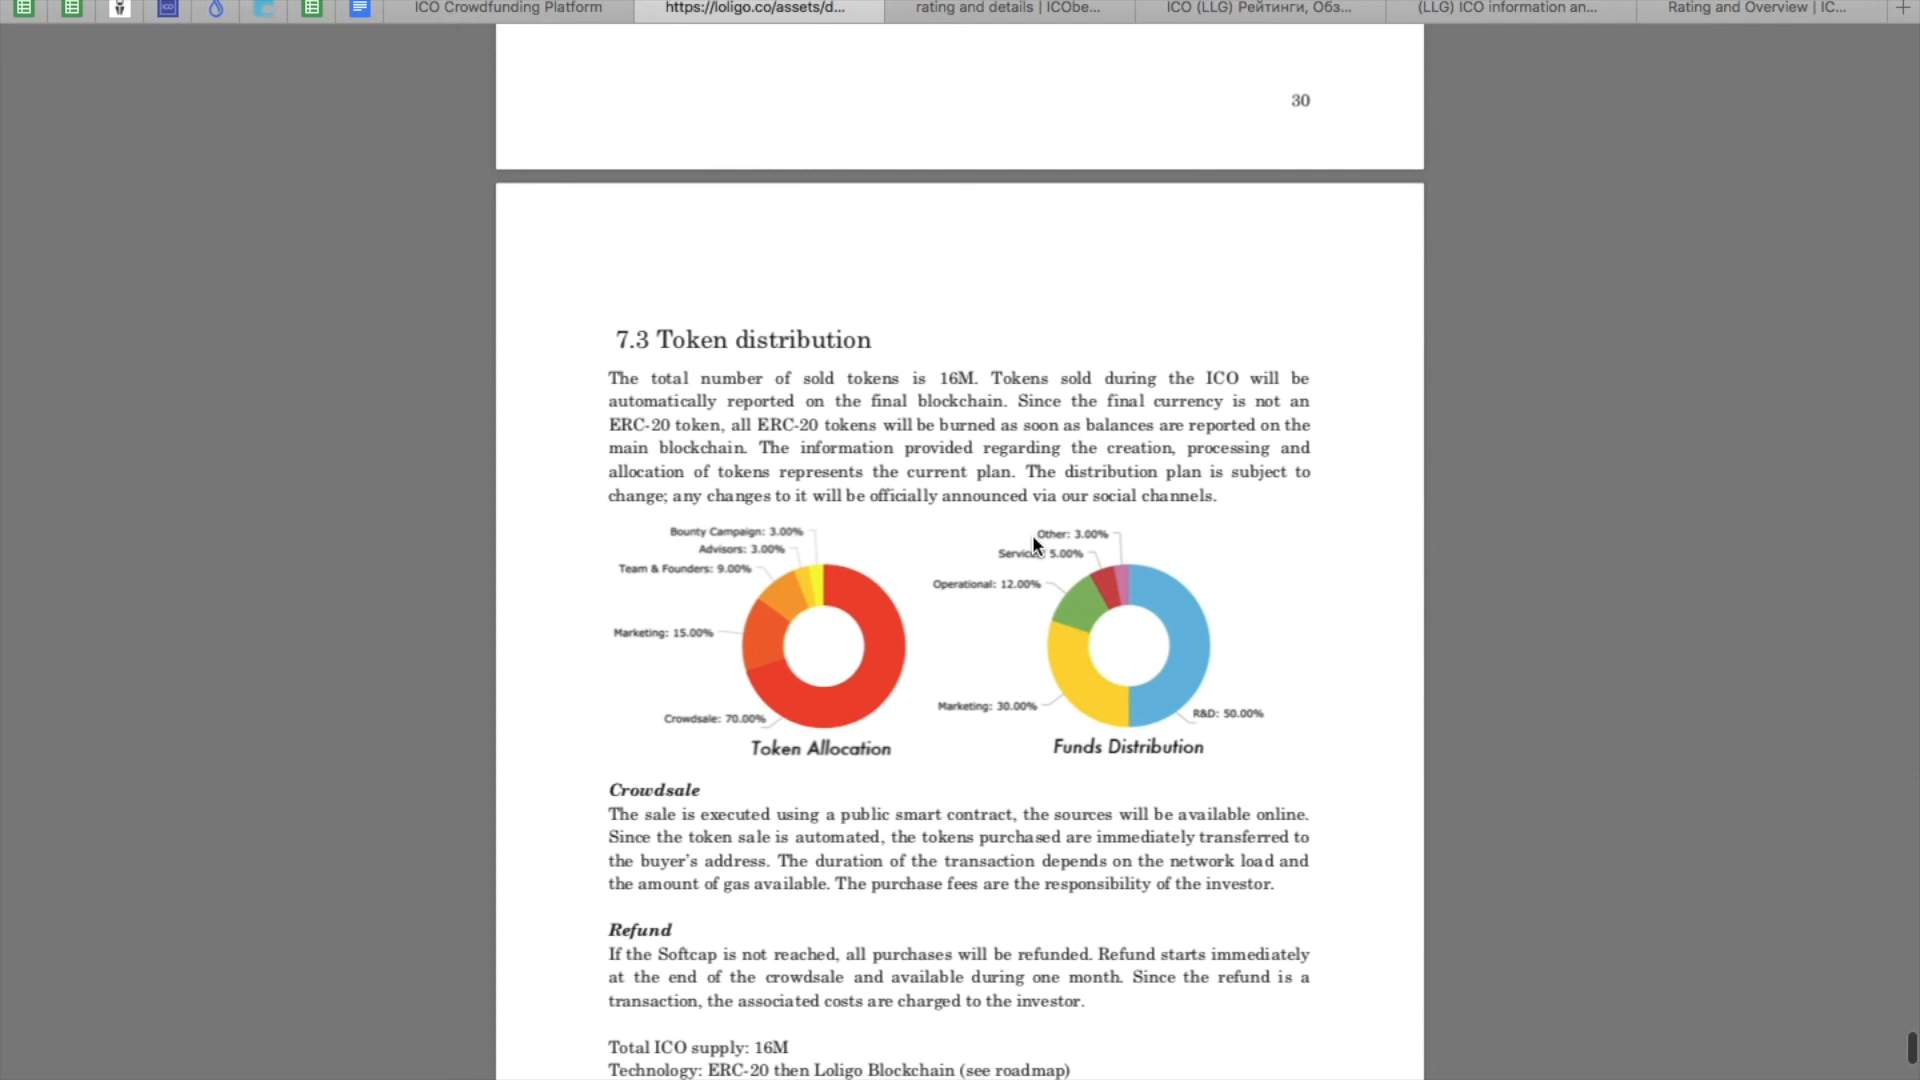 ICO Crowdfunding Platform
https://loligo.co/assets/d...
rating and details | ICObe...
ICO (LLG) Рейтинги, Обз...
(LLG) ICO information an...
Rating and Overview | IC...
30
7.3 Token distribution
The total number of sold tokens is 16M. Tokens sold during the ICO will be
automatically reported on the final blockchain. Since the final currency is not an
ERC-20 token, all ERC-20 tokens will be burned as soon as balances are reported on the
main blockchain. The information provided regarding the creation, processing and
allocation of tokens represents the current plan. The distribution plan is subject to
change; any changes to it will be officially announced via our social channels.
Bounty Campaign: 3.00%
Advisors: 3.00%
Team & Founders: 9.00%
Marketing: 15.00%
Crowdsale: 70.00%
Token Allocation
Other: 3.00%
5.00%
Operational: 12.00%
Marketing: 30.00%
R&D: 50.00%
Funds Distribution
Crowdsale
The sale is executed using a public smart contract, the sources will be available online.
Since the token sale is automated, the tokens purchased are immediately transferred to
the buyer's address. The duration of the transaction depends on the network load and
the amount of gas available. The purchase fees are the responsibility of the investor.
Refund
If the Softcap is not reached, all purchases will be refunded. Refund starts immediately
at the end of the crowdsale and available during one month. Since the refund is a
transaction, the associated costs are charged to the investor.
Total ICO supply: 16M
Technology: ERC-20 then Loligo Blockchain (see roadmap)